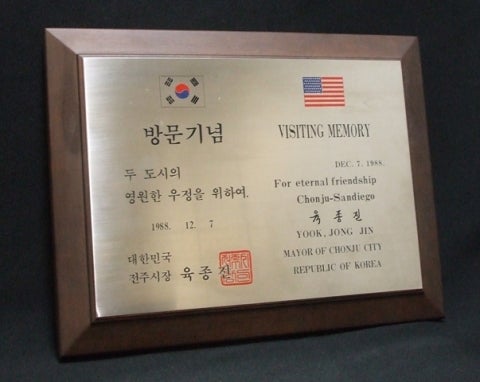 방문기념
두 도시의
영원한 우정을 위하여.
1988. 12. 7
대한민국
전주시장 육종진
VISITING MEMORY
DEC. 7, 1988.
For eternal friendship
Chonju-Sandiego
육종진
YOOK, JONG JIN
MAYOR OF CHONJU CITY
REPUBLIC OF KOREA